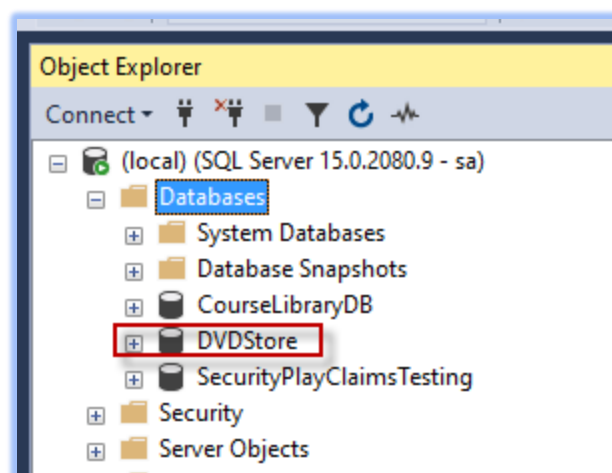 Object Explorer
Connect
(local) (SQL Server 15.0.2080.9 - sa)
Databases
System Databases
Database Snapshots
CourseLibraryDB
DVDStore
SecurityPlayClaimsTesting
Security
Server Objects